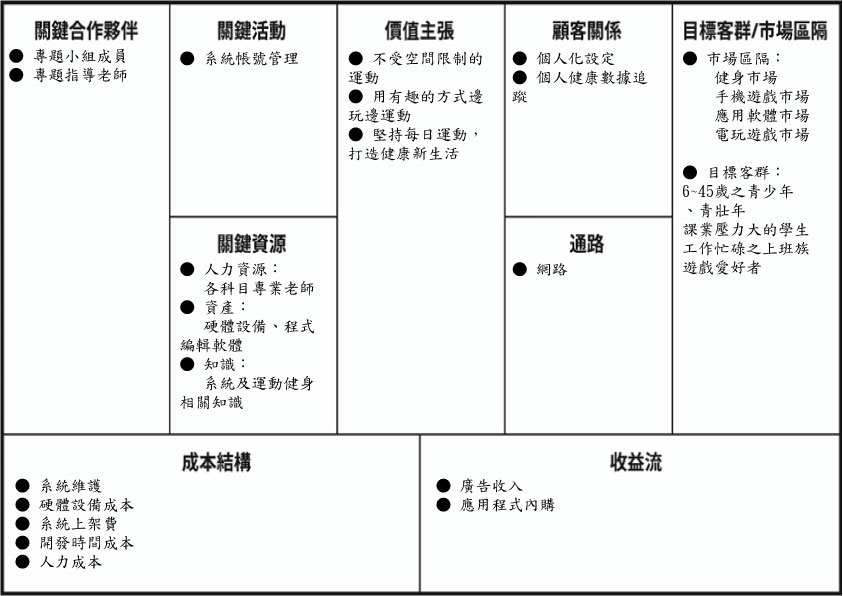 關鍵合作夥伴
● 專題小組成員
● 專題指導老師
關鍵活動
● 系統帳號管理
關鍵資源
● 人力資源：
各科目專業老師
● 資產：
硬體設備、程式
編輯軟體
● 知識：
系統及運動健身
相關知識
價值主張
● 不受空間限制的
運動
● 用有趣的方式邊
玩邊運動
● 堅持每日運動，
打造健康新生活
顧客關係
● 個人化設定
● 個人健康數據追
蹤
通路
● 網路
目標客群/市場區隔
● 市場區隔：
健身市場
手機遊戲市場
應用軟體市場
電玩遊戲市場
● 目標客群：
6~45歲之青少年
、青壯年
課業壓力大的學生
工作忙碌之上班族
遊戲愛好者
成本結構
● 系統維護
● 硬體設備成本
● 系統上架費
● 開發時間成本
● 人力成本
收益流
● 廣告收入
● 應用程式內購